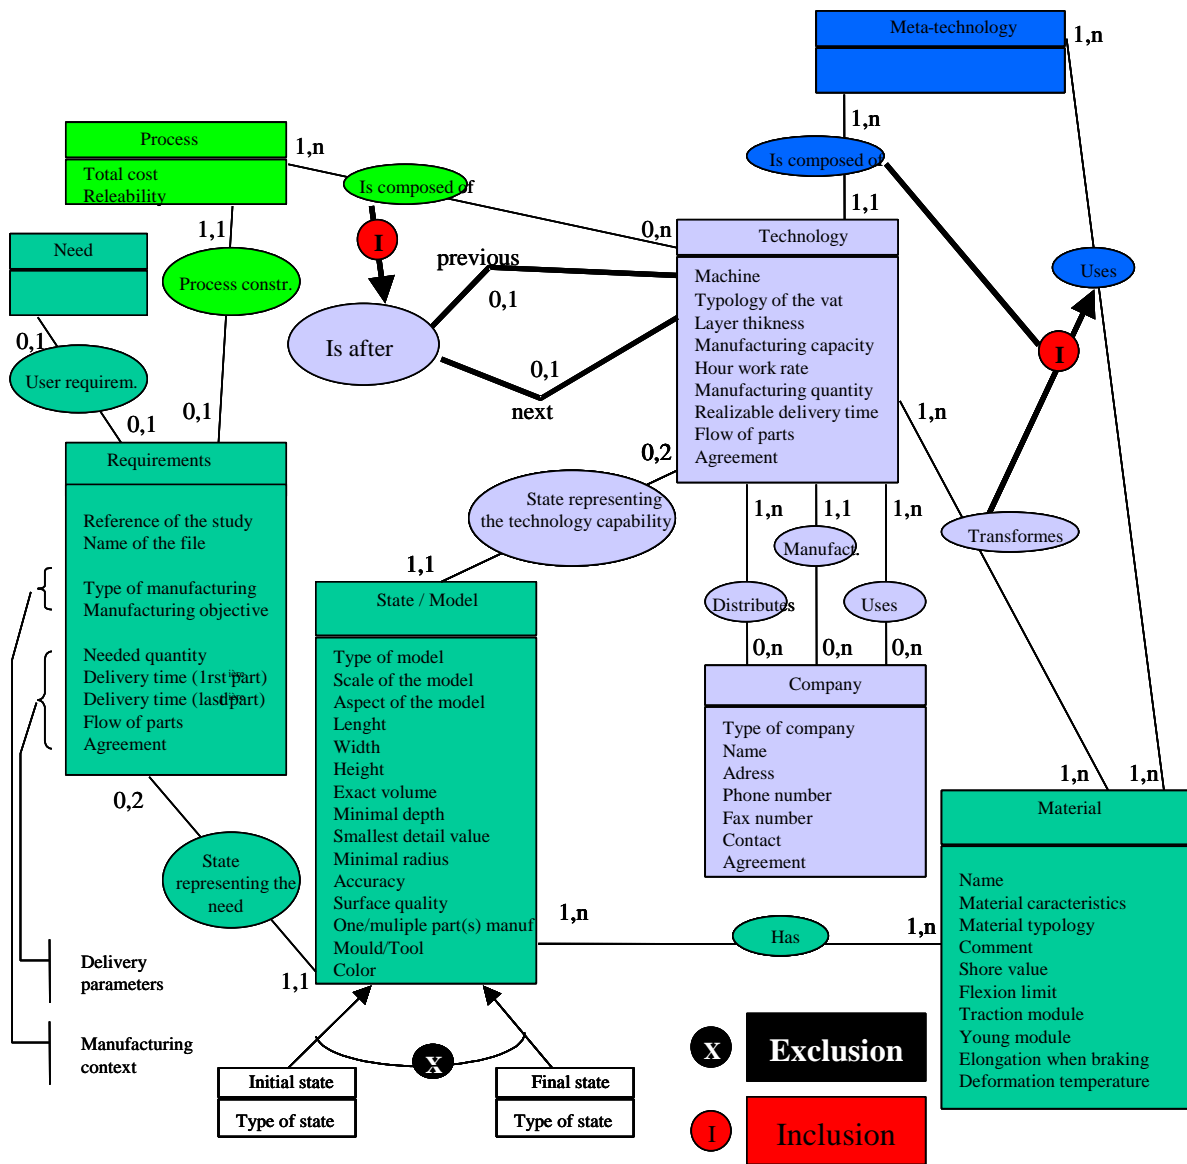 Meta-technology
1,n
1,n
Is composed of
1,1
Process
Total cost
Releability
1,n
Is composed of
0,n
I
1,1
Process constr.
0,1
Need
0,1
User requirem.
0,1
previous
0,1
Is after
0,1
next
Technology
Machine
Typology of the vat
Layer thikness
Manufacturing capacity
Hour work rate
Manufacturing quantity
Realizable delivery time
Flow of parts
Agreement
Uses
I
1,n
Transformes
Requirements
Reference of the study
Name of the file
Type of manufacturing
Manufacturing objective
Needed quantity
Delivery time (1rst part)
Delivery time (last part)
Flow of parts
Agreement
0,2
State representing
the technology capability
1,1
1,n
1,1
1,n
Manufact.
Distributes
Uses
0,n
0,n
0,n
State / Model
Type of model
Scale of the model
Aspect of the model
Lenght
Width
Height
Exact volume
Minimal depth
Smallest detail value
Minimal radius
Accuracy
Surface quality
One/muliple part(s) manuf
Mould/Tool
Color
Company
Type of company
Name
Adress
Phone number
Fax number
Contact
Agreement
1,n
1,n
Material
Name
Material caracteristics
Material typology
Comment
Shore value
Flexion limit
Traction module
Young module
Elongation when braking
Deformation temperature
0,2
State
representing the
need
1,1
1,n
Has
1,n
Delivery
parameters
Manufacturing
context
X
Initial state
Type of state
Final state
Type of state
X
Exclusion
I
Inclusion